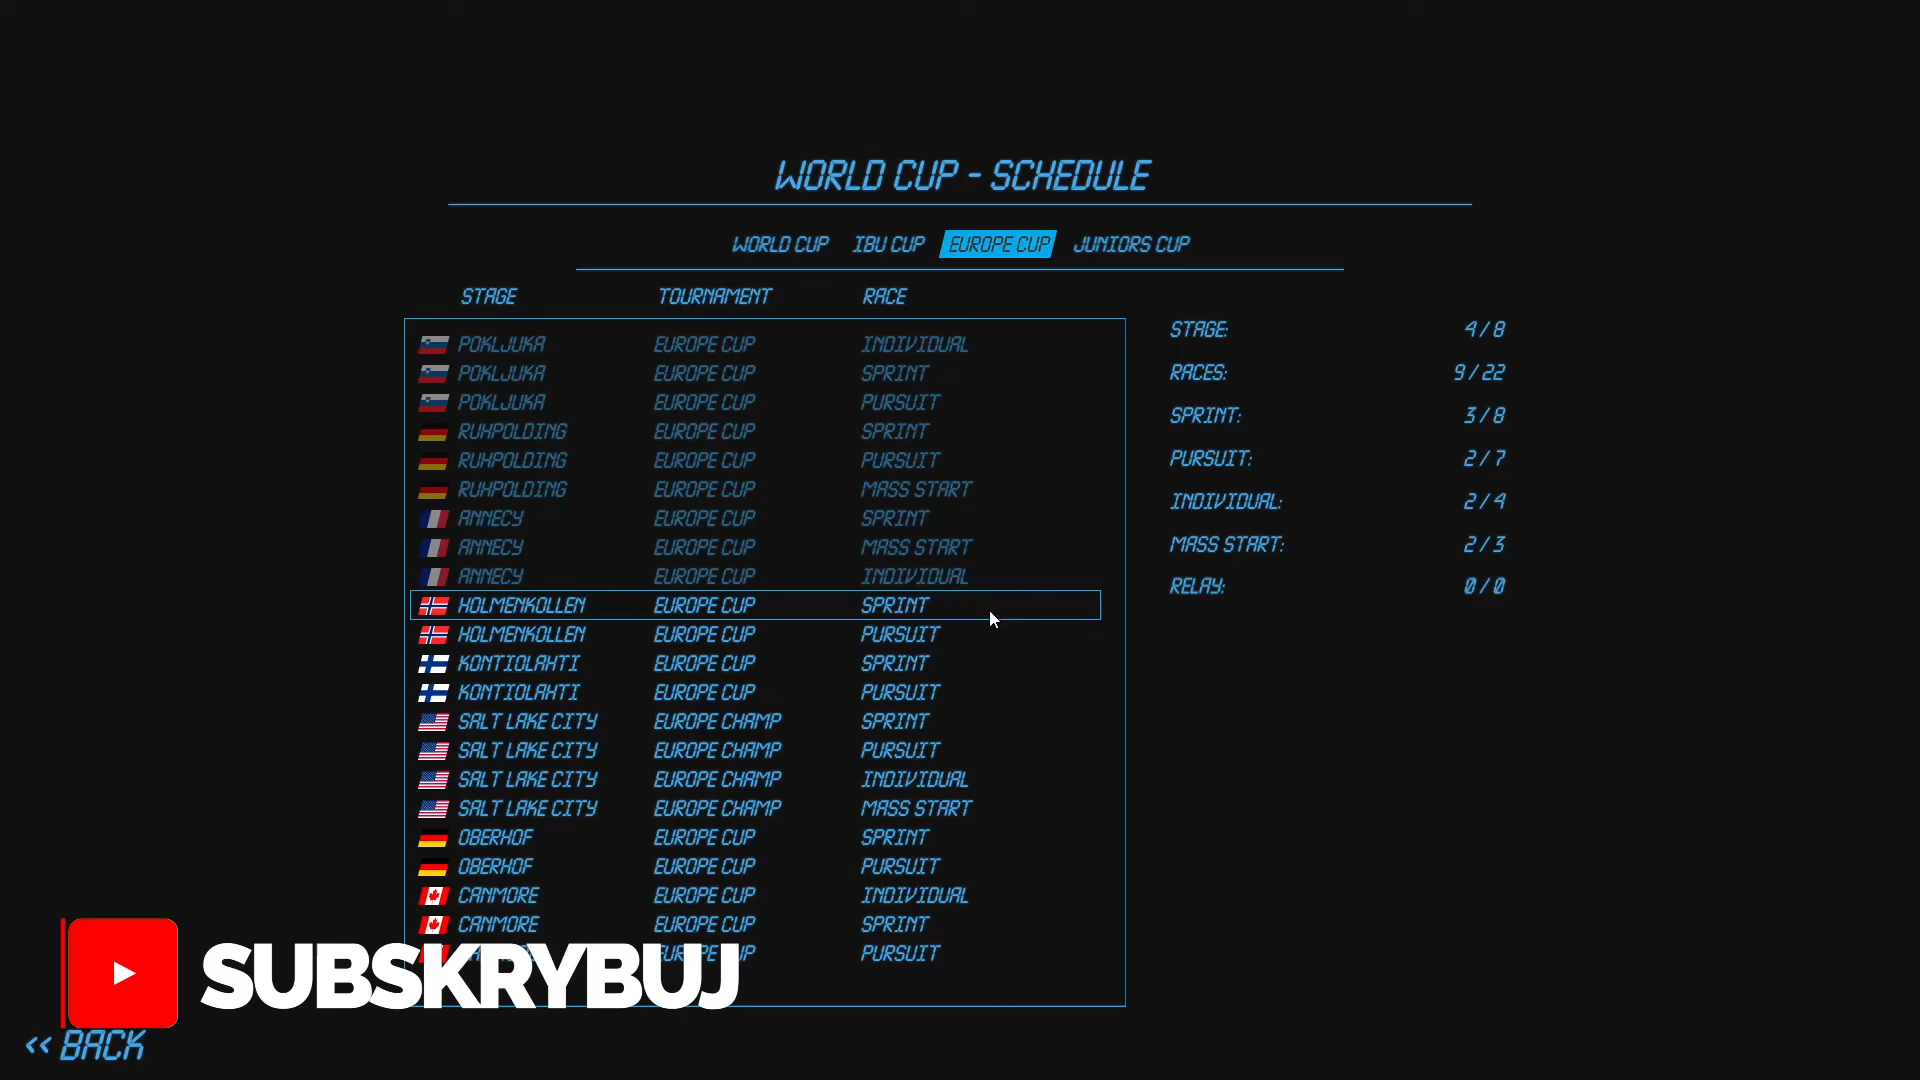 WORLD CUP - SCHEDULE
WORLD CUP IBU CUP EUROPE CUP JUNIORS CUP
STAGE TOURNAMENT RACE
POKLJUKA EUROPE CUP INDIVIDUAL
POKLJUKA EUROPE CUP SPRINT
POKLJUKA EUROPE CUP PURSUIT
RUHPOLDING EUROPE CUP SPRINT
RUHPOLDING EUROPE CUP PURSUIT
RUHPOLDING EUROPE CUP MASS START
ANNECY EUROPE CUP SPRINT
ANNECY EUROPE CUP MASS START
ANNECY EUROPE CUP INDIVIDUAL
HOLMENKOLLEN EUROPE CUP SPRINT
HOLMENKOLLEN EUROPE CUP PURSUIT
KONTIOLAHTI EUROPE CUP SPRINT
KONTIOLAHTI EUROPE CUP PURSUIT
SALT LAKE CITY EUROPE CHAMP SPRINT
SALT LAKE CITY EUROPE CHAMP PURSUIT
SALT LAKE CITY EUROPE CHAMP INDIVIDUAL
SALT LAKE CITY EUROPE CHAMP MASS START
OBERHOF EUROPE CUP SPRINT
OBERHOF EUROPE CUP PURSUIT
CANMORE EUROPE CUP INDIVIDUAL
CANMORE EUROPE CUP SPRINT
PURSUIT
STAGE: 4/8
RACES: 9/22
SPRINT: 3/8
PURSUIT: 2/7
INDIVIDUAL: 2/4
MASS START: 2/3
RELAY: 0/0
SUBSKRYBUJ
<< BACK